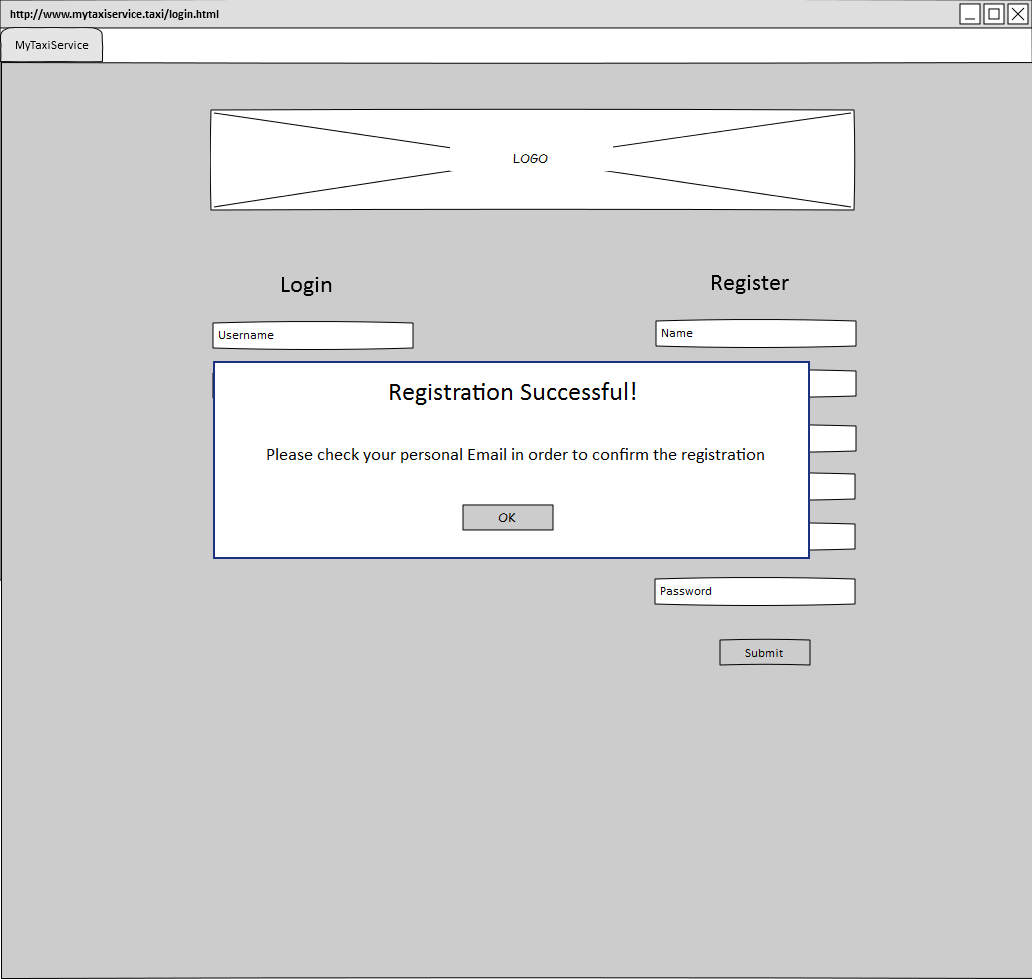 http://www.mytaxiservice.taxi/login.html
MyTaxiService
LOGO
Login
Register
Username
Name
Registration Successful!
Please check your personal Email in order to confirm the registration
OK
Password
Submit